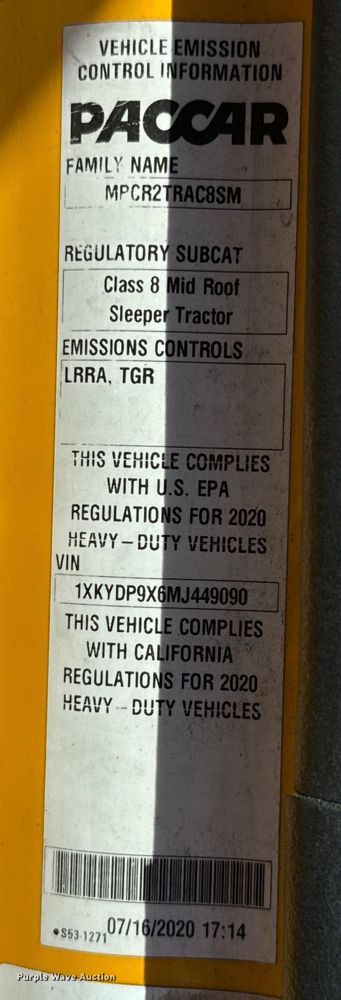 VEHICLE EMISSION
CONTROL INFORMATION
PACCAR
FAMILY NAME
MPCR2TRAC8SM
REGULATORY SUBCAT
Class 8 Mid Roof
Sleeper Tractor
EMISSIONS CONTROLS
LRRA, TGR
THIS VEHICLE COMPLIES
WITH U.S. EPA
REGULATIONS FOR 2020
HEAVY-DUTY VEHICLES
VIN
1XKYDP9X6MJ449090
THIS VEHICLE COMPLIES
WITH CALIFORNIA
REGULATIONS FOR 2020
HEAVY-DUTY VEHICLES
•S53-1271 07/16/2020 17:14
Purple Wave Auction